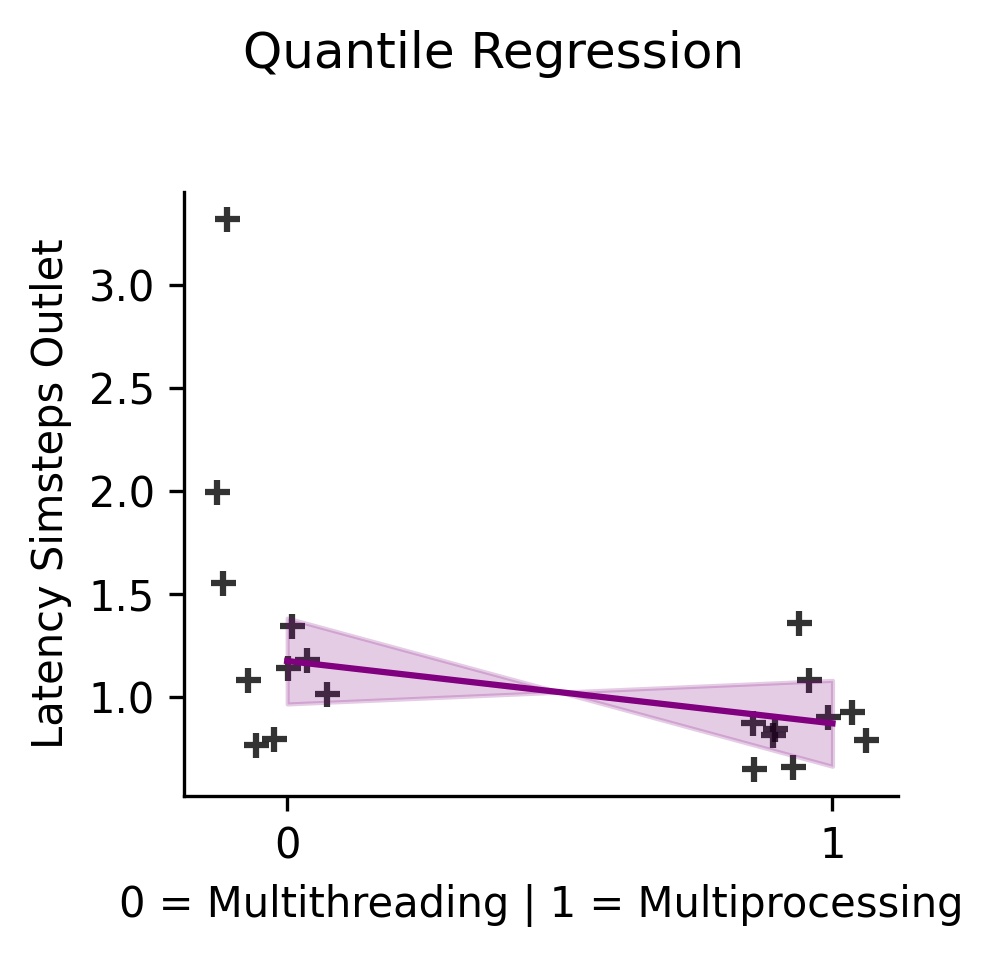 Quantile Regression
Latency Simsteps Outlet
3.0
2.5
2.0
1.5
1.0
0
1
0 = Multithreading | 1 = Multiprocessing